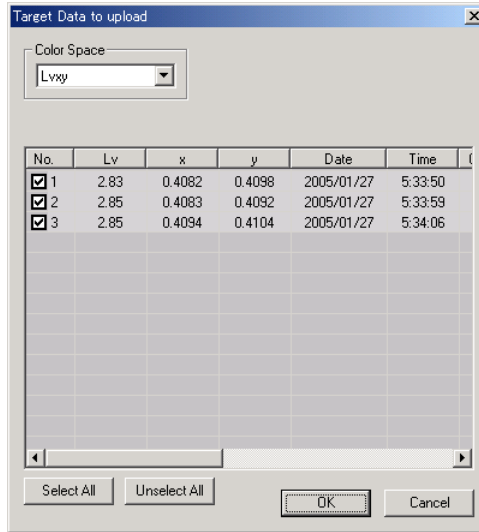 Target Data to upload
Color Space
Lvxy
No. Lv x y Date Time
1 2.83 0.4082 0.4098 2005/01/27 5:33:50
2 2.85 0.4083 0.4092 2005/01/27 5:33:59
3 2.85 0.4094 0.4104 2005/01/27 5:34:06
Select All Unselect All
OK Cancel